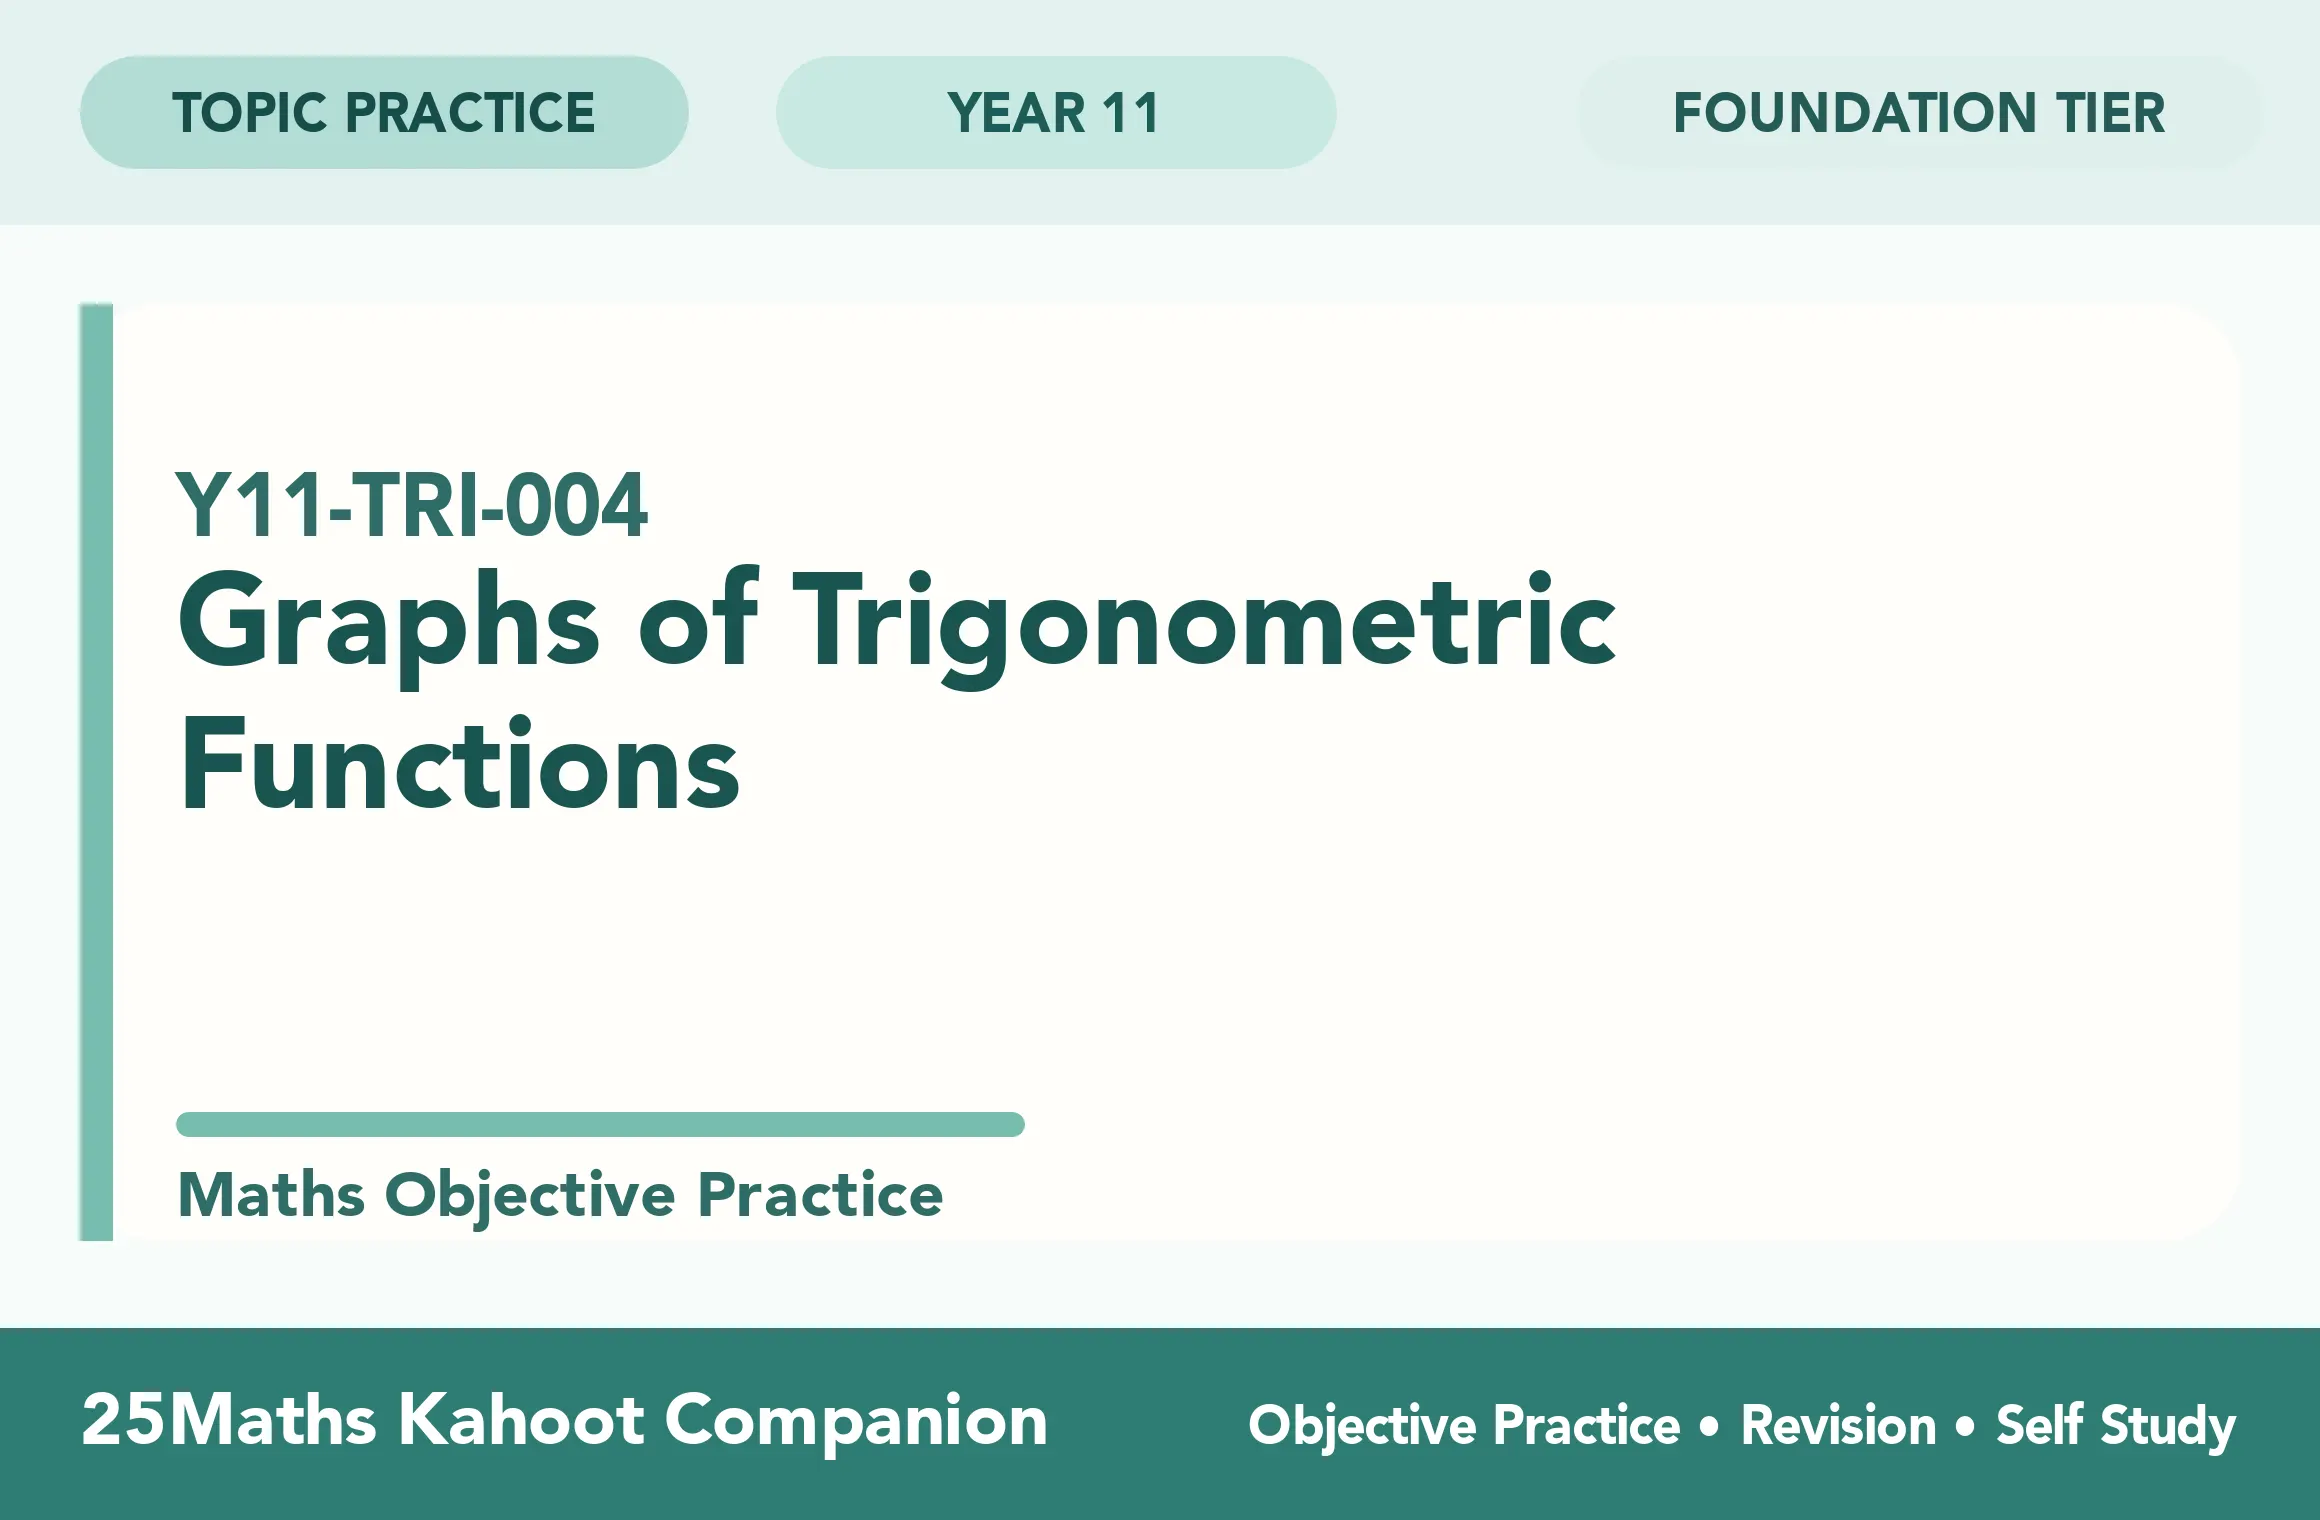 TOPIC PRACTICE
YEAR 11
FOUNDATION TIER
Y11-TRI-004
Graphs of Trigonometric
Functions
Maths Objective Practice
25Maths Kahoot Companion
Objective Practice • Revision • Self Study